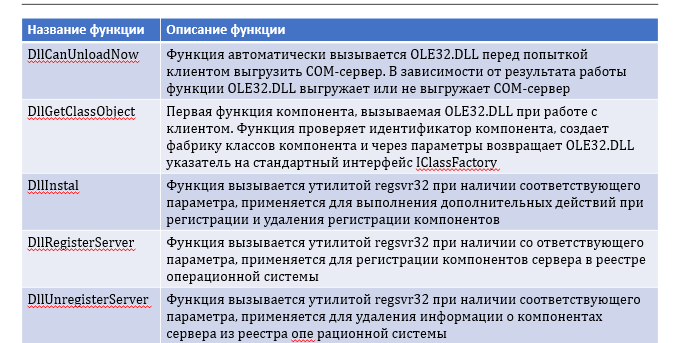 Название функции Описание функции
DllCanUnloadNow Функция автоматически вызывается OLE32.DLL перед попыткой
клиентом выгрузить COM-сервер. В зависимости от результата работы
функции OLE32.DLL выгружает или не выгружает COM-сервер
DllGetClassObject Первая функция компонента, вызываемая OLE32.DLL при работе с
клиентом. Функция проверяет идентификатор компонента, создает
фабрику классов компонента и через параметры возвращает OLE32.DLL
указатель на стандартный интерфейс IClassFactory
DllInstal Функция вызывается утилитой regsvr32 при наличии соответствующего
параметра, применяется для выполнения дополнительных действий при
регистрации и удаления регистрации компонентов
DllRegisterServer Функция вызывается утилитой regsvr32 при наличии со ответствующего
параметра, применяется для регистрации компонентов сервера в реестре
операционной системы
DllUnregisterServer Функция вызывается утилитой regsvr32 при наличии соответствующего
параметра, применяется для удаления информации о компонентах
сервера из реестра опе рационной системы